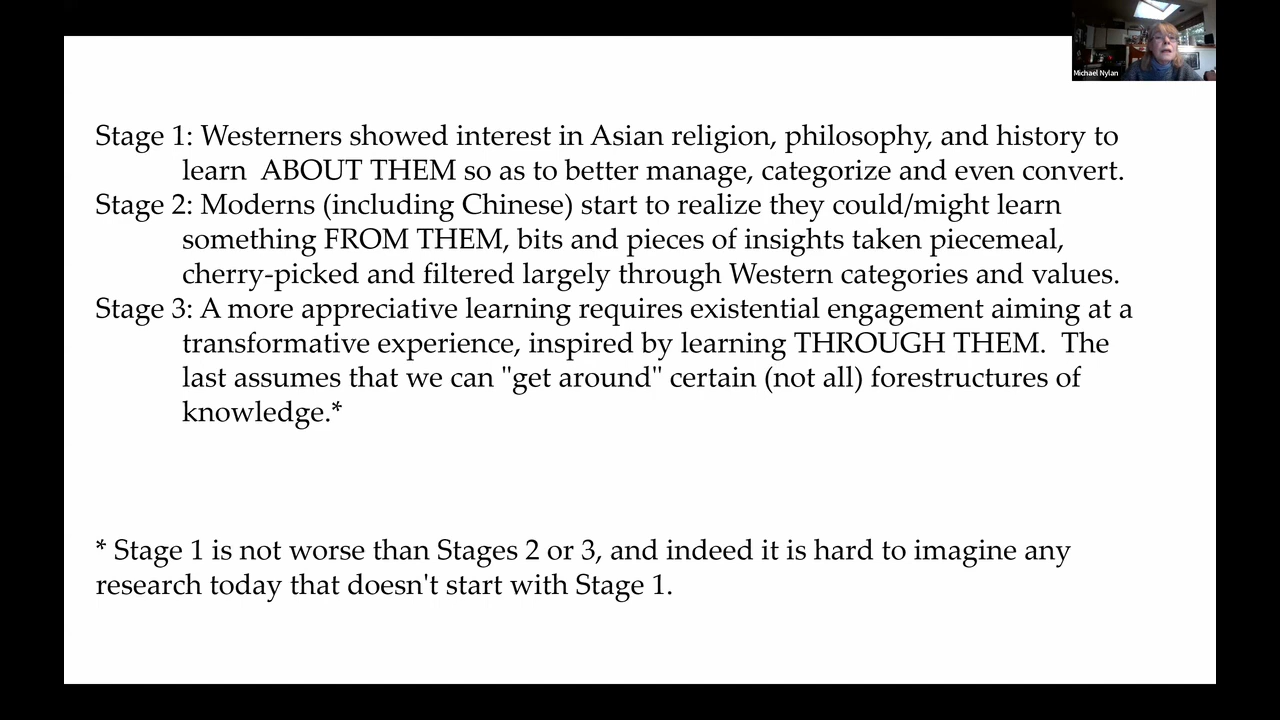 Michael Nylan
Stage 1: Westerners showed interest in Asian religion, philosophy, and history to
learn  ABOUT THEM so as to better manage, categorize and even convert.
Stage 2: Moderns (including Chinese) start to realize they could/might learn
something FROM THEM, bits and pieces of insights taken piecemeal,
cherry-picked and filtered largely through Western categories and values.
Stage 3: A more appreciative learning requires existential engagement aiming at a
transformative experience, inspired by learning THROUGH THEM.  The
last assumes that we can "get around" certain (not all) forestructures of
knowledge.*
* Stage 1 is not worse than Stages 2 or 3, and indeed it is hard to imagine any
research today that doesn't start with Stage 1.